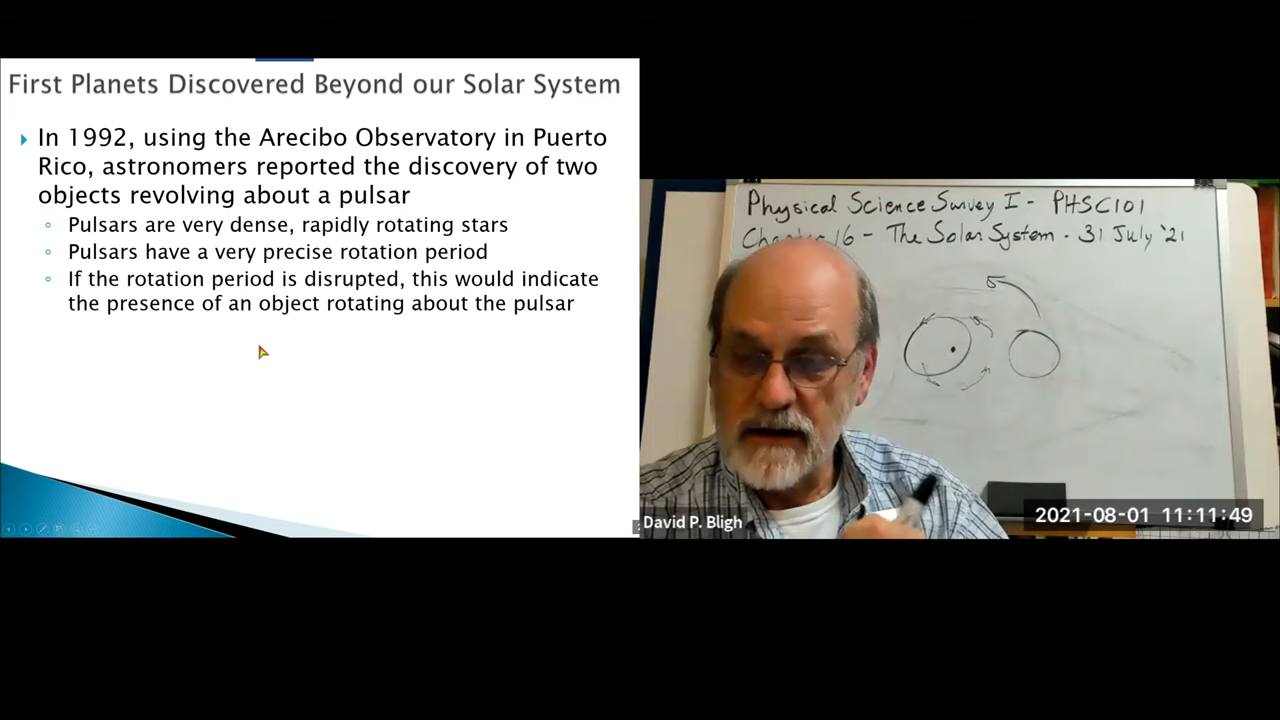 First Planets Discovered Beyond our Solar System
In 1992, using the Arecibo Observatory in Puerto
Rico, astronomers reported the discovery of two
objects revolving about a pulsar
Pulsars are very dense, rapidly rotating stars
Pulsars have a very precise rotation period
If the rotation period is disrupted, this would indicate
the presence of an object rotating about the pulsar
Physical Science Survey I - PHSC101
16 - The Solar System - 31 July '21
David P. Bligh
2021-08-01 11:11:49